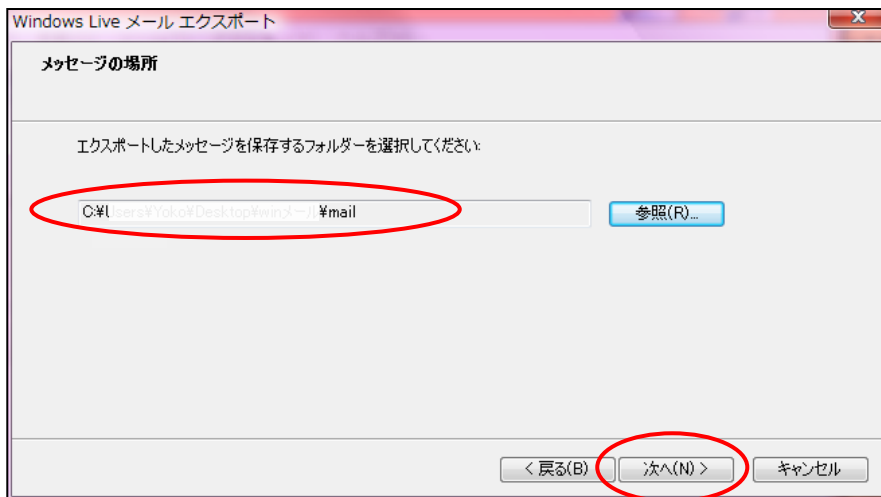 Windows Live メール エクスポート
メッセージの場所
エクスポートしたメッセージを保存するフォルダーを選択してください:
C:¥Users¥Yoko¥Desktop¥winメール¥mail
参照(R)...
< 戻る(B)
次へ(N) >
キャンセル